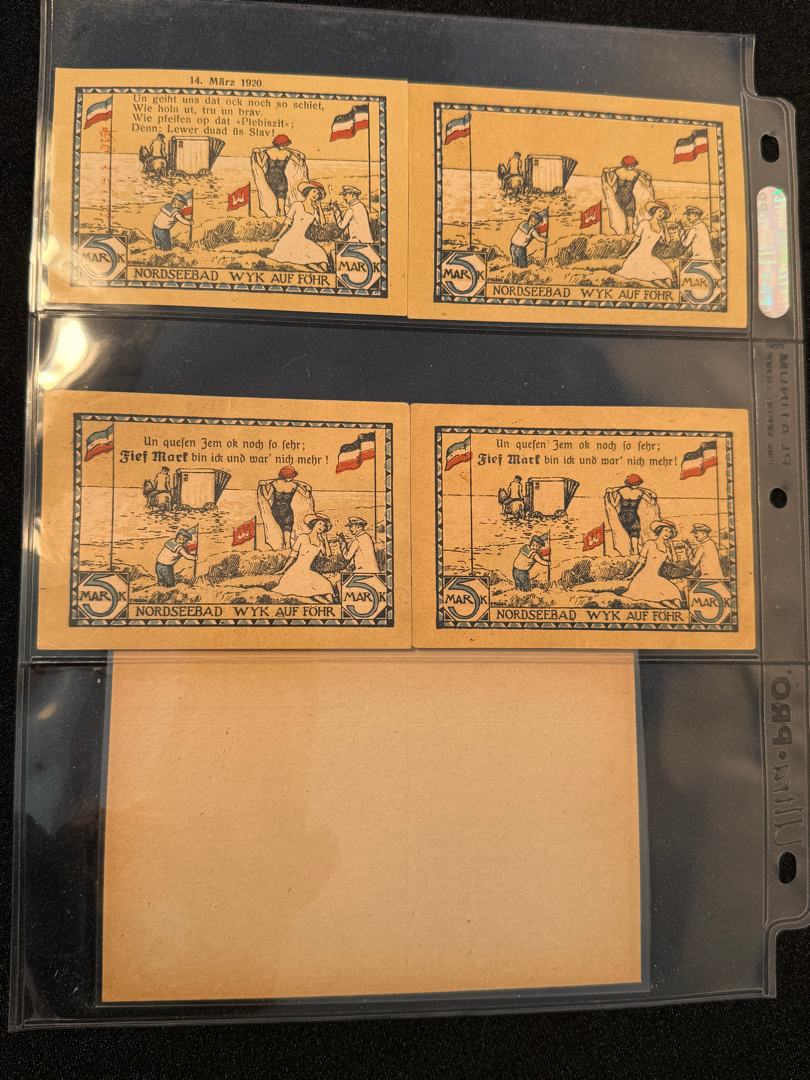 14. März 1920.
Un geiht uns dat ock noch so schiet,
Wie holn ut, tru un brav.
Wie pfeifen op dat «Plebiszit»;
Denn: Lewer duad üs Slav!
5 MARK
NORDSEEBAD WYK AUF FÖHR
5 MARK
5 MARK
NORDSEEBAD WYK AUF FÖHR
5 MARK
Un quesen Jem ok noch so sehr;
Fief Mark bin ick und war' nich mehr!
5 MARK
NORDSEEBAD WYK AUF FÖHR
5 MARK
Un quesen Jem ok noch so sehr;
Fief Mark bin ick und war' nich mehr!
5 MARK
NORDSEEBAD WYK AUF FÖHR
5 MARK
Ultra•PRO